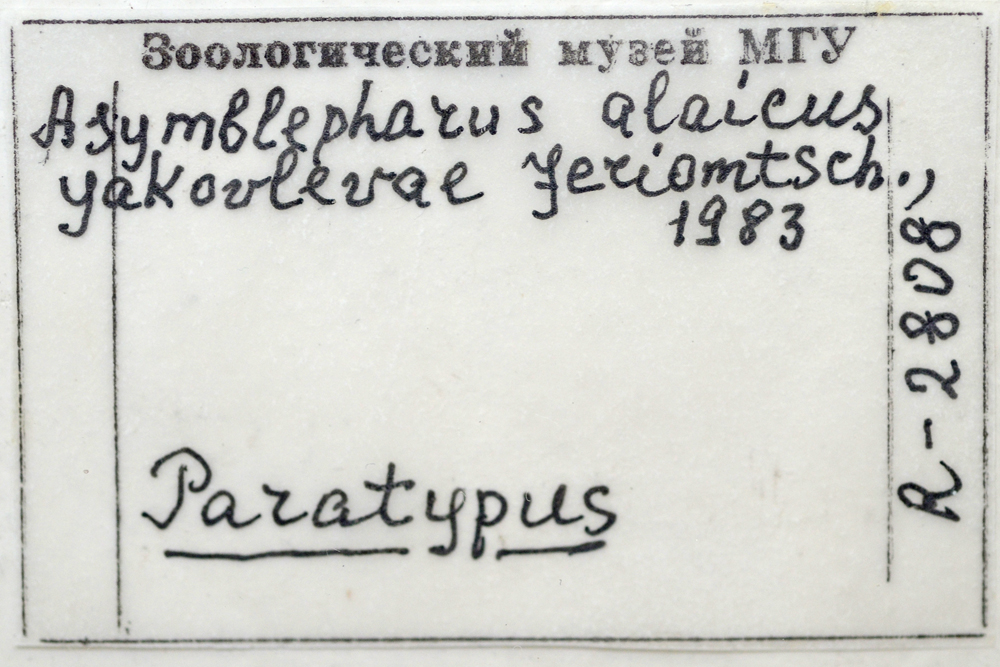 Зоологический музей МГУ
Asymblepharus alaicus
yakovlevae Jeriomtsch.,
1983
R-2808
Paratypus